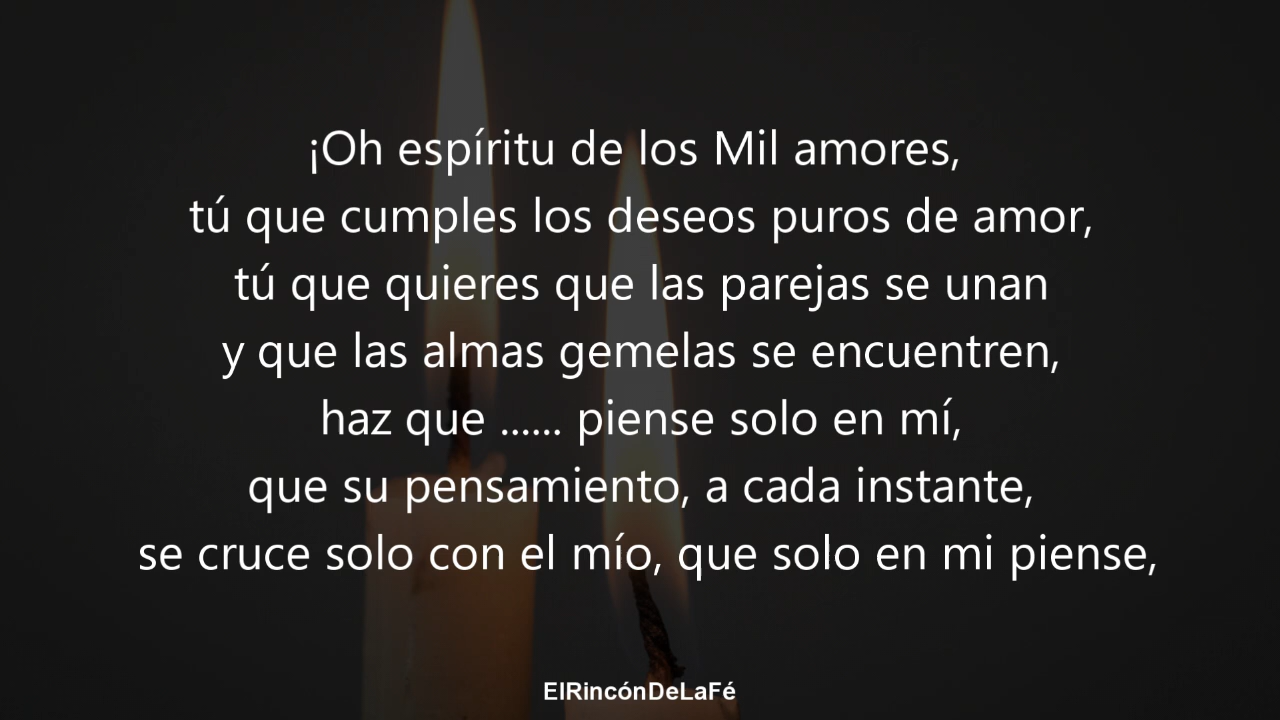 ¡Oh espíritu de los Mil amores,
tú que cumples los deseos puros de amor,
tú que quieres que las parejas se unan
y que las almas gemelas se encuentren,
haz que ...... piense solo en mí,
que su pensamiento, a cada instante,
se cruce solo con el mío, que solo en mi piense,
ElRincónDeLaFé